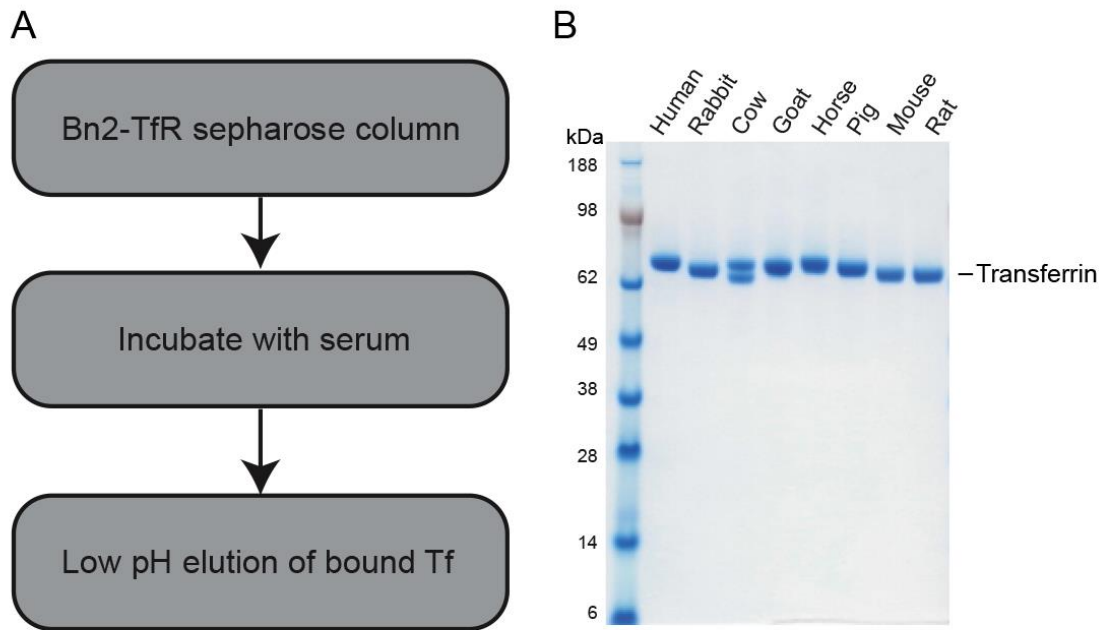 A
Bn2-TfR sepharose column
Incubate with serum
Low pH elution of bound Tf
B
Human
Rabbit
Cow
Goat
Horse
Pig
Mouse
Rat
kDa
188
98
62
49
38
28
14
6
Transferrin